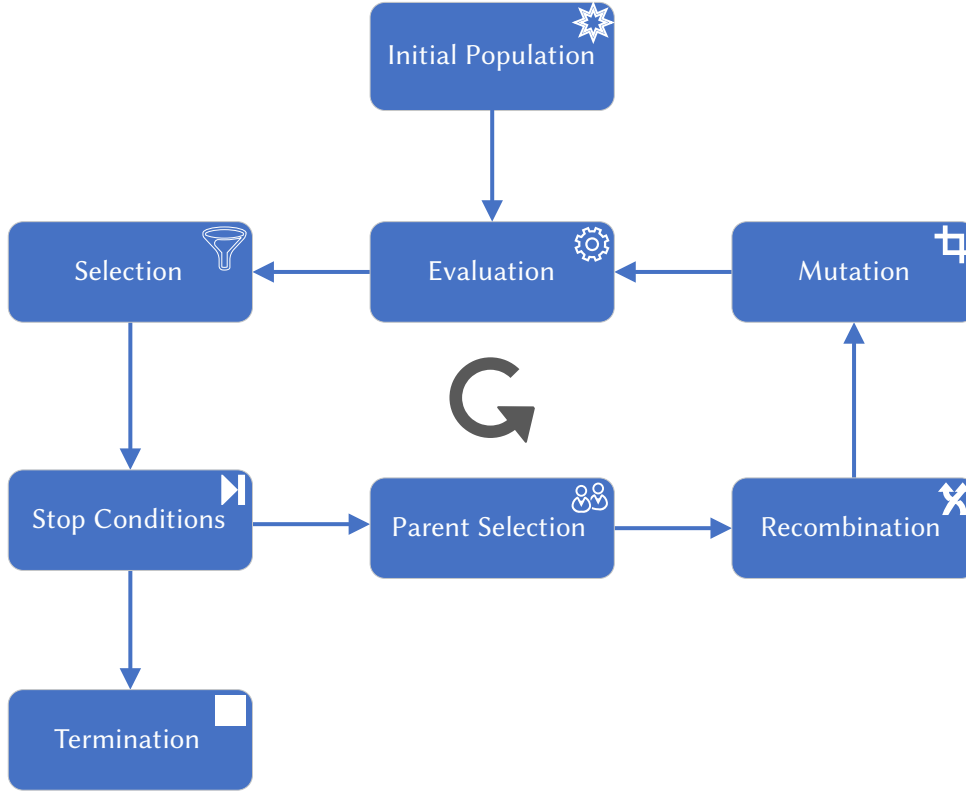 Initial Population
Selection
Evaluation
Mutation
Stop Conditions
Parent Selection
Recombination
Termination